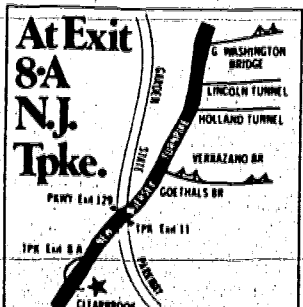 At Exit
8·A
N.J.
Tpke.
G. WASHINGTON
BRIDGE
LINCOLN TUNNEL
HOLLAND TUNNEL
VERRAZANO BR
GOETHALS BR
GARDEN
STATE
PARKWAY
NEW JERSEY TURNPIKE
PKWY Exit 129
TPK Exit 11
TPK Exit 8A
CLEARBROOK